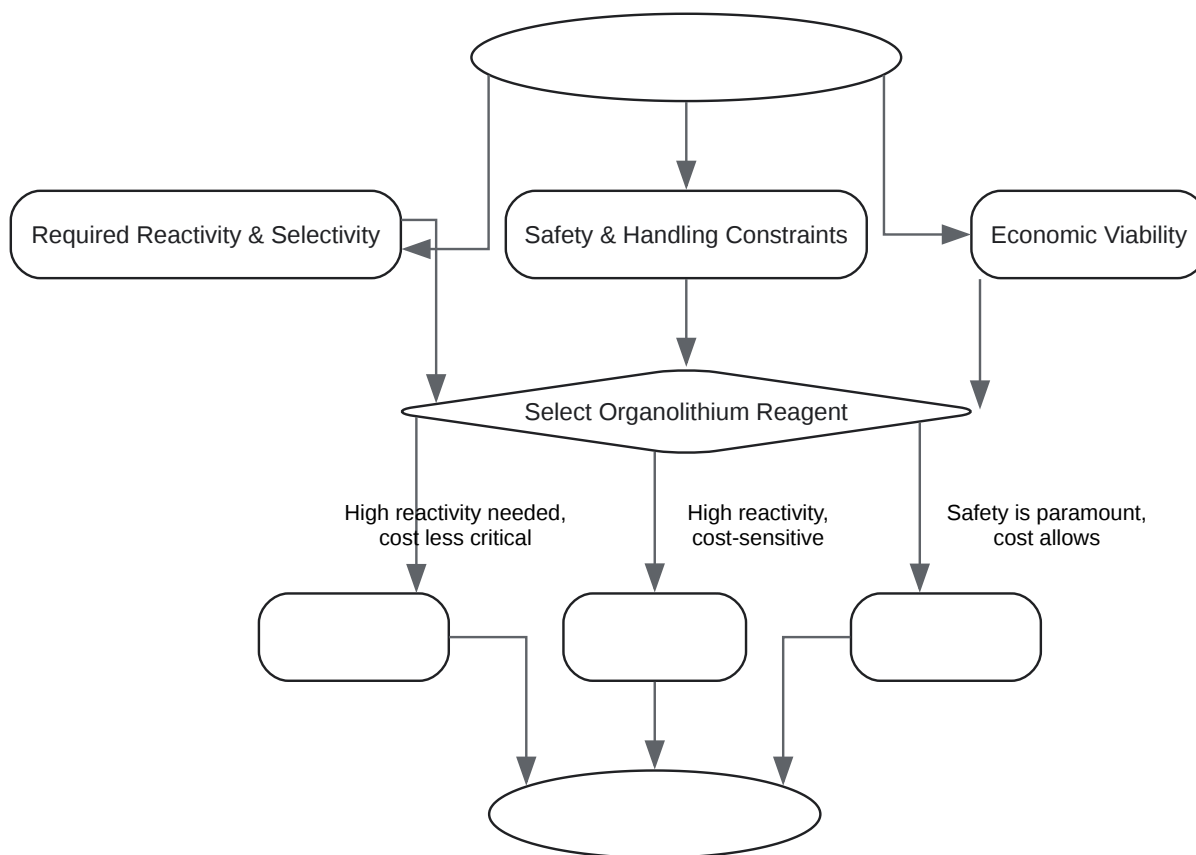 Required Reactivity & Selectivity
Safety & Handling Constraints
Economic Viability
Select Organolithium Reagent
High reactivity needed,
cost less critical
High reactivity,
cost-sensitive
Safety is paramount,
cost allows